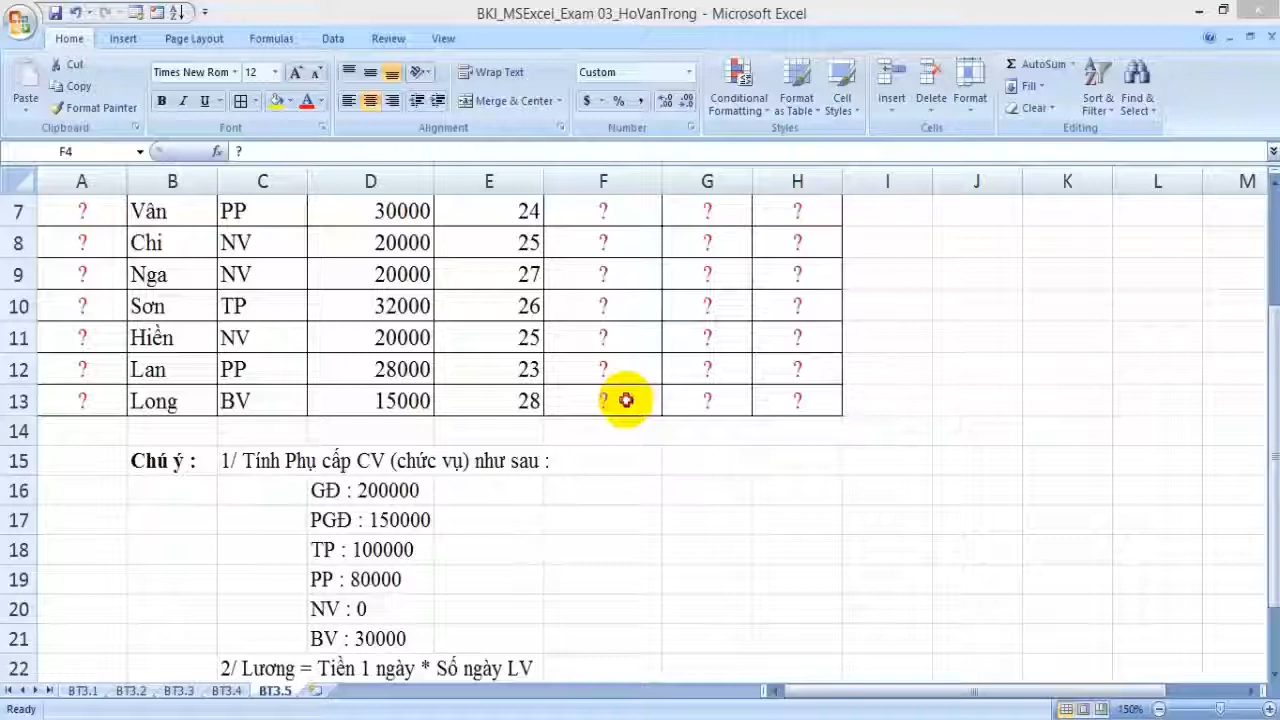 BKI_MSExcel_Exam 03_HoVanTrong - Microsoft Excel
Home Insert Page Layout Formulas Data Review View
Paste Cut Copy Format Painter Clipboard
Times New Rom 12 B I U A Font
Wrap Text Merge & Center Alignment
Custom $ % , Number
Conditional Formatting Format as Table Cell Styles Styles
Insert Delete Format Cells
Σ AutoSum Fill Clear Sort & Filter Find & Select Editing
F4 fx ?
A B C D E F G H I J K L M
7 ? Vân PP 30000 24 ? ? ?
8 ? Chi NV 20000 25 ? ? ?
9 ? Nga NV 20000 27 ? ? ?
10 ? Sơn TP 32000 26 ? ? ?
11 ? Hiền NV 20000 25 ? ? ?
12 ? Lan PP 28000 23 ? ? ?
13 ? Long BV 15000 28 ? ? ?
14
15 Chú ý : 1/ Tính Phụ cấp CV (chức vụ) như sau :
16 GĐ : 200000
17 PGĐ : 150000
18 TP : 100000
19 PP : 80000
20 NV : 0
21 BV : 30000
22 2/ Lương = Tiền 1 ngày * Số ngày LV
BT3.1 BT3.2 BT3.3 BT3.4 BT3.5
Ready 150%